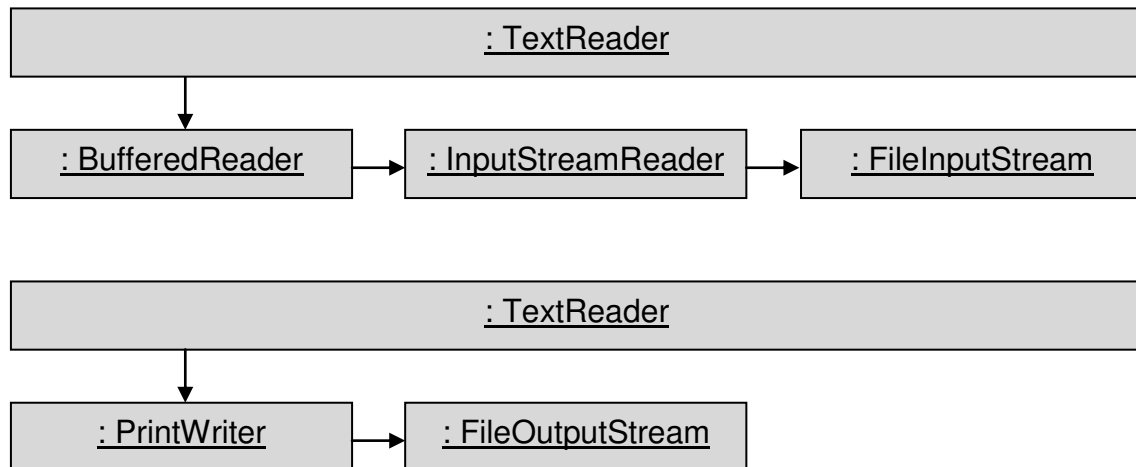 : TextReader
: BufferedReader
: InputStreamReader
: FileInputStream
: TextReader
: PrintWriter
: FileOutputStream